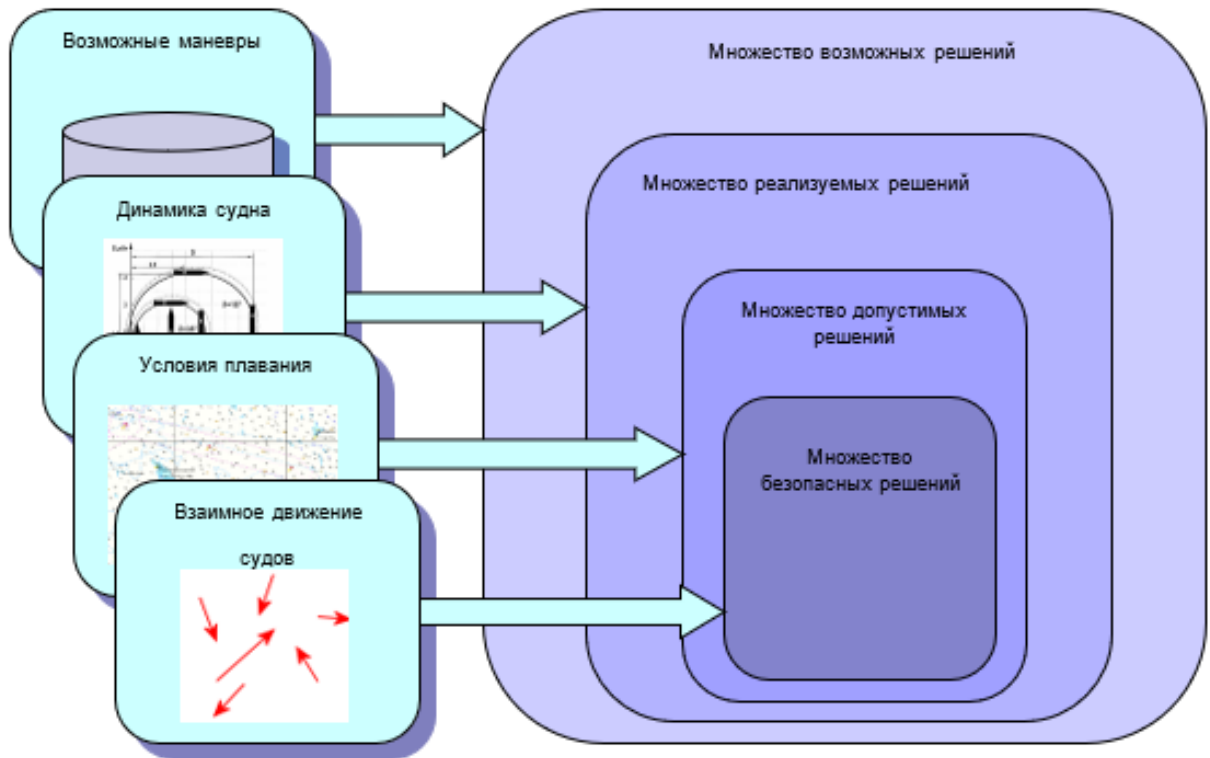 Возможные маневры
Множество возможных решений
Множество реализуемых решений
Динамика судна
Множество допустимых
решений
Условия плавания
Множество
безопасных решений
Взаимное движение
судов